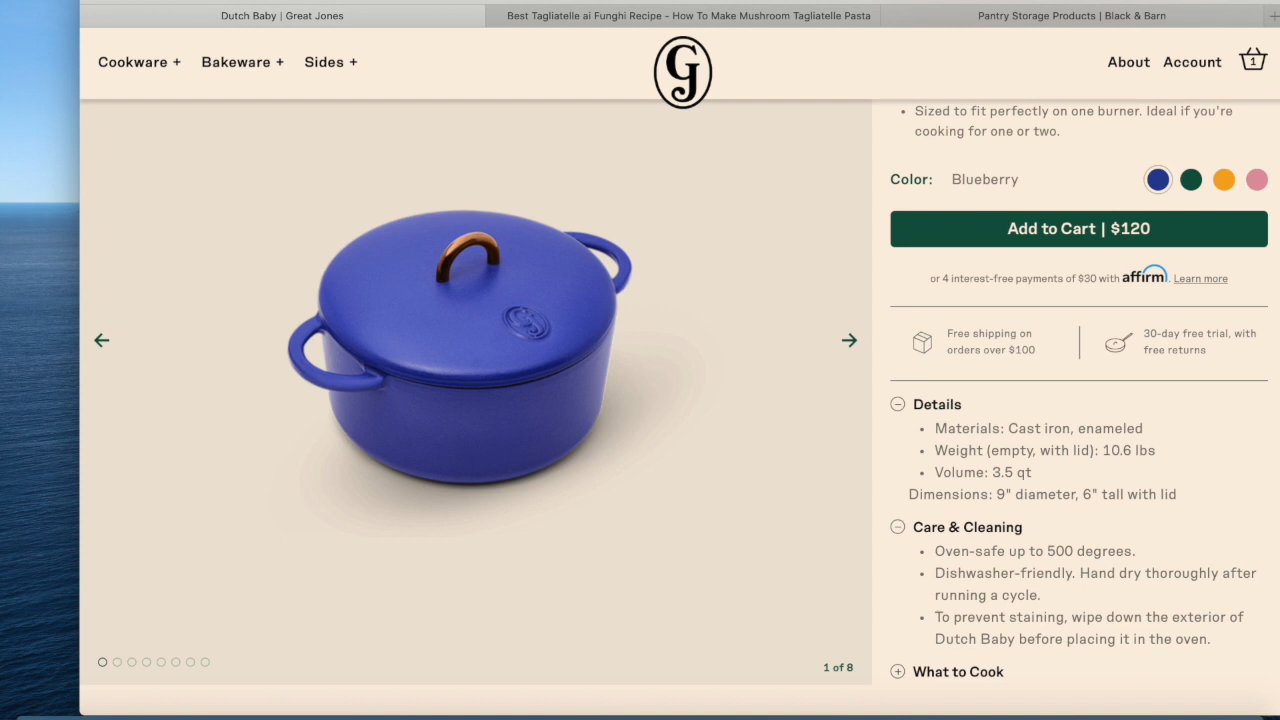 Dutch Baby | Great Jones
Best Tagliatelle ai Funghi Recipe - How To Make Mushroom Tagliatelle Pasta
Pantry Storage Products | Black & Barn
Cookware +
Bakeware +
Sides +
GJ
About
Account
1
• Sized to fit perfectly on one burner. Ideal if you're
cooking for one or two.
Color: Blueberry
Add to Cart | $120
or 4 interest-free payments of $30 with affirm. Learn more
Free shipping on
orders over $100
30-day free trial, with
free returns
Details
• Materials: Cast iron, enameled
• Weight (empty, with lid): 10.6 lbs
• Volume: 3.5 qt
Dimensions: 9" diameter, 6" tall with lid
Care & Cleaning
• Oven-safe up to 500 degrees.
• Dishwasher-friendly. Hand dry thoroughly after
running a cycle.
• To prevent staining, wipe down the exterior of
Dutch Baby before placing it in the oven.
What to Cook
GJ
1 of 8